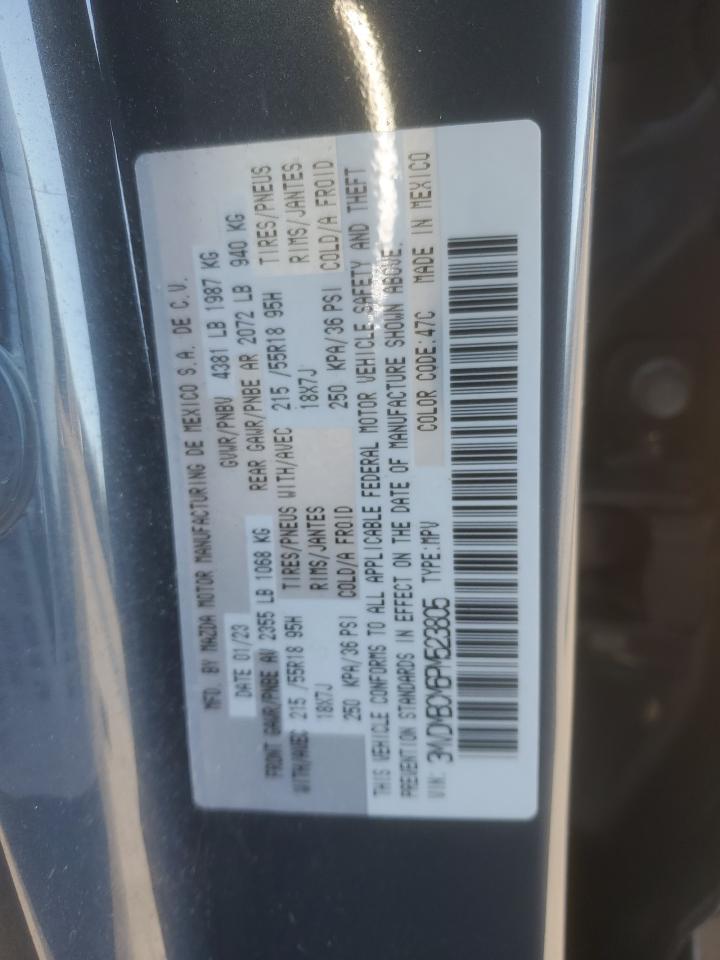 MFD. BY MAZDA MOTOR MANUFACTURING DE MEXICO S.A. DE C.V.
DATE 01/23 GVWR/PNBV 4381 LB 1987 KG
FRONT GAWR/PNBE AV 2355 LB 1068 KG REAR GAWR/PNBE AR 2072 LB 940 KG
WITH/AVEC 215 /55R18 95H TIRES/PNEUS WITH/AVEC 215 /55R18 95H TIRES/PNEUS
18X7J RIMS/JANTES 18X7J RIMS/JANTES
250 KPA/36 PSI COLD/A FROID 250 KPA/36 PSI COLD/A FROID
THIS VEHICLE CONFORMS TO ALL APPLICABLE FEDERAL MOTOR VEHICLE SAFETY AND THEFT
PREVENTION STANDARDS IN EFFECT ON THE DATE OF MANUFACTURE SHOWN ABOVE.
VIN: 3MVDMBCM6PM523805 TYPE:MPV COLOR CODE:47C MADE IN MEXICO